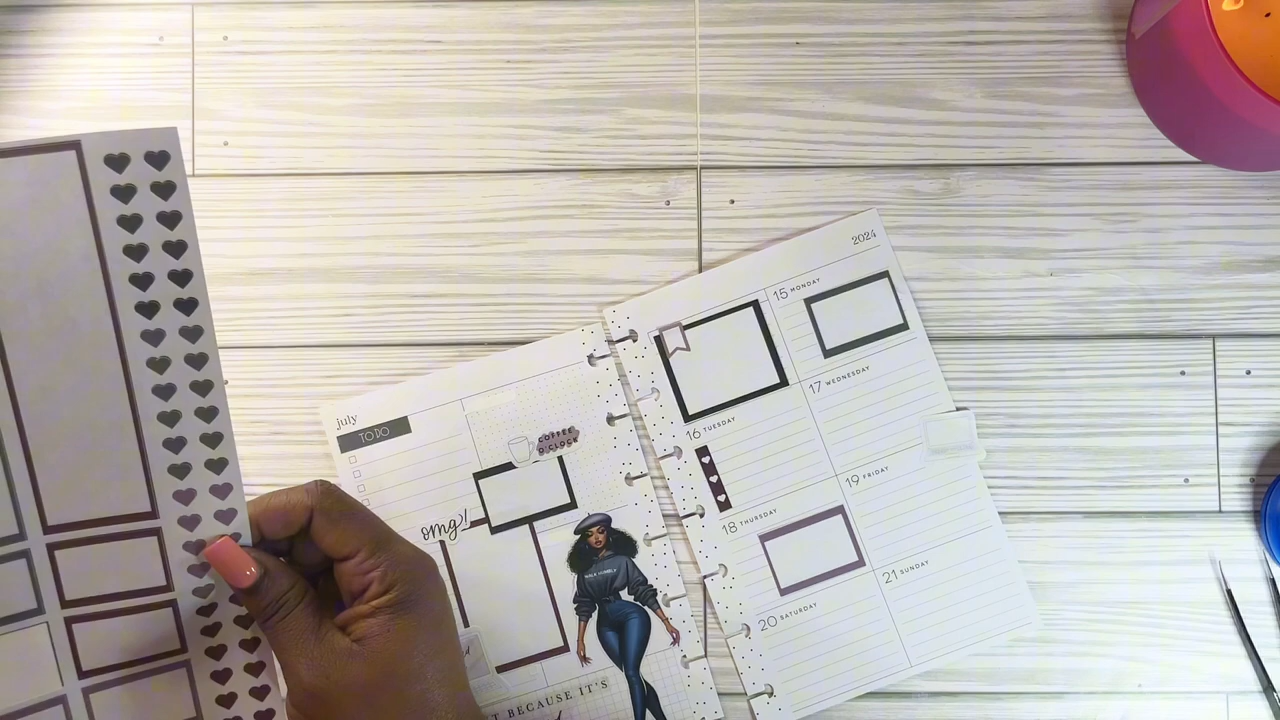 july
TO DO
COFFEE
O'CLOCK
omg!
BECAUSE IT'S
2024
15 MONDAY
16 TUESDAY
17 WEDNESDAY
18 THURSDAY
19 FRIDAY
20 SATURDAY
21 SUNDAY